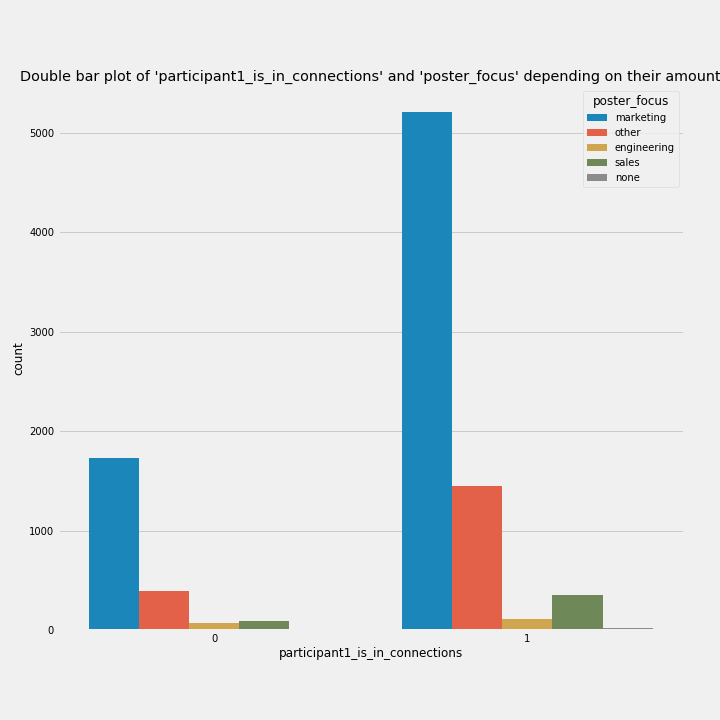 Double bar plot of 'participant1_is_in_connections' and 'poster_focus' depending on their amount
poster_focus
marketing
other
engineering
sales
none
5000
4000
3000
2000
1000
0
count
0
1
participant1_is_in_connections